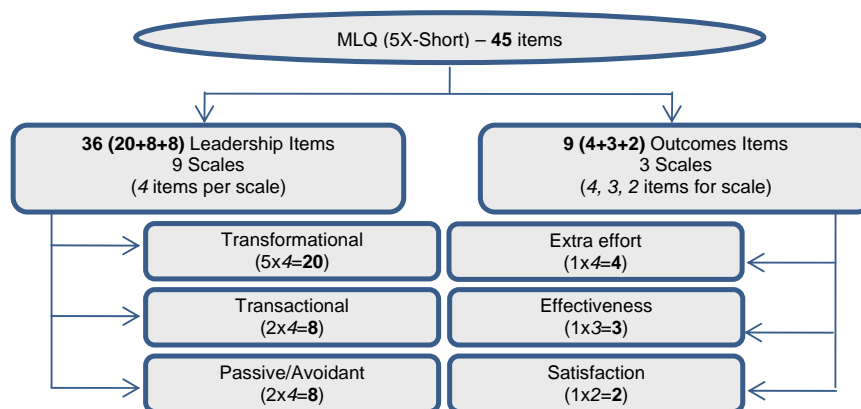 MLQ (5X-Short) – 45 items
36 (20+8+8) Leadership Items
9 Scales
(4 items per scale)
9 (4+3+2) Outcomes Items
3 Scales
(4, 3, 2 items for scale)
Transformational
(5x4=20)
Extra effort
(1x4=4)
Transactional
(2x4=8)
Effectiveness
(1x3=3)
Passive/Avoidant
(2x4=8)
Satisfaction
(1x2=2)